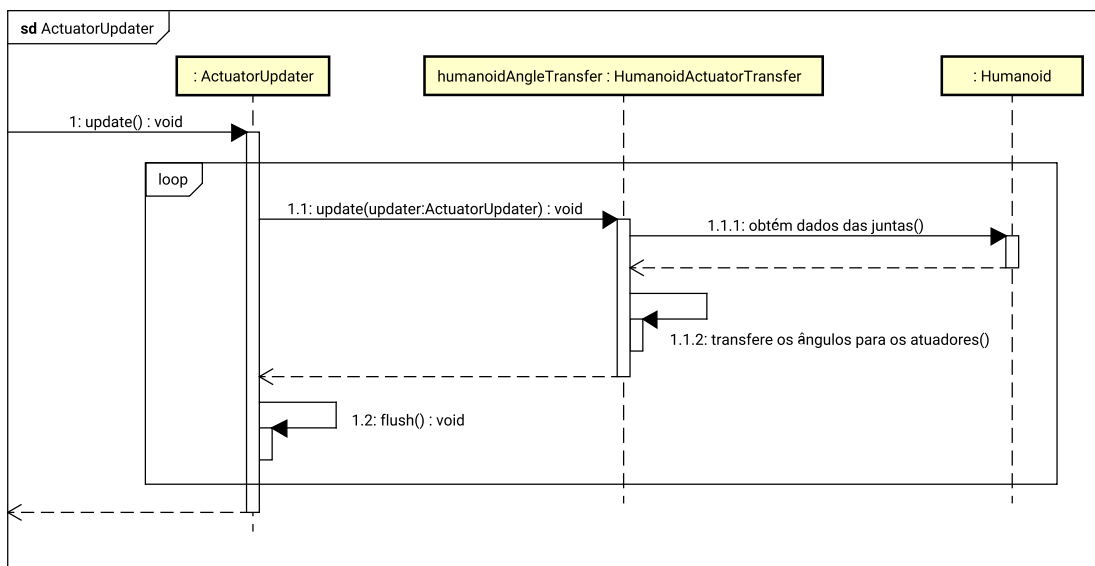 sd ActuatorUpdater
: ActuatorUpdater
humanoidAngleTransfer : HumanoidActuatorTransfer
: Humanoid
1: update() : void
loop
1.1: update(updater:ActuatorUpdater) : void
1.1.1: obtém dados das juntas()
1.1.2: transfere os ângulos para os atuadores()
1.2: flush() : void